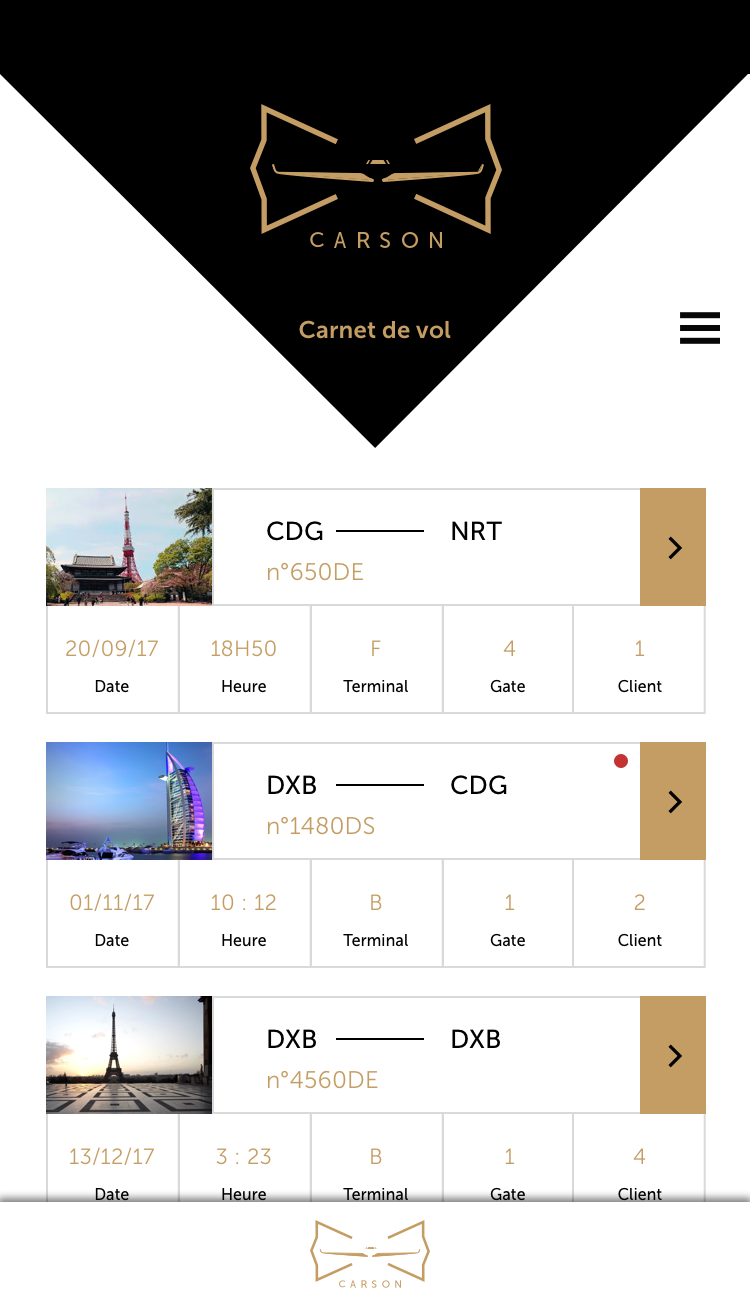 CARSON
Carnet de vol
CDG NRT
n°650DE
20/09/17 18H50 F 4 1
Date Heure Terminal Gate Client
DXB CDG
n°1480DS
01/11/17 10 : 12 B 1 2
Date Heure Terminal Gate Client
DXB DXB
n°4560DE
13/12/17 3 : 23 B 1 4
Date Heure Terminal Gate Client
CARSON